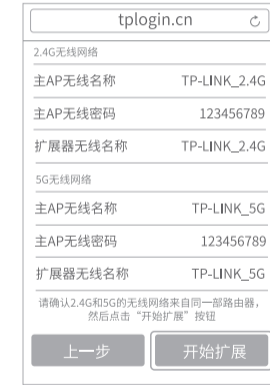 tplogin.cn
2.4G无线网络
主AP无线名称 TP-LINK_2.4G
主AP无线密码 123456789
扩展器无线名称 TP-LINK_2.4G
5G无线网络
主AP无线名称 TP-LINK_5G
主AP无线密码 123456789
扩展器无线名称 TP-LINK_5G
请确认2.4G和5G的无线网络来自同一部路由器，
然后点击“开始扩展”按钮
上一步 开始扩展